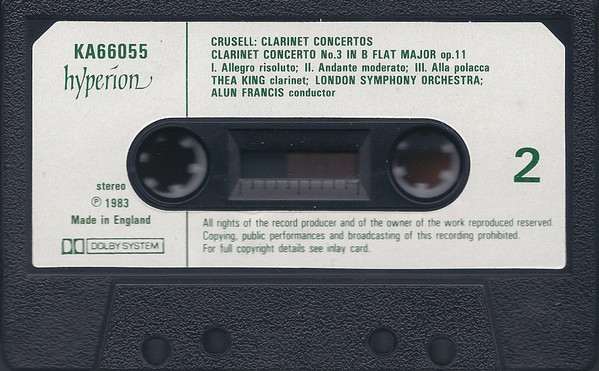 KA66055
hyperion
CRUSELL: CLARINET CONCERTOS
CLARINET CONCERTO No.3 IN B FLAT MAJOR op.11
I. Allegro risoluto; II. Andante moderato; III. Alla polacca
THEA KING clarinet; LONDON SYMPHONY ORCHESTRA;
ALUN FRANCIS conductor
2
stereo
Ⓟ 1983
Made in England
DOLBY SYSTEM
All rights of the record producer and of the owner of the work reproduced reserved.
Copying, public performances and broadcasting of this recording prohibited.
For full copyright details see inlay card.